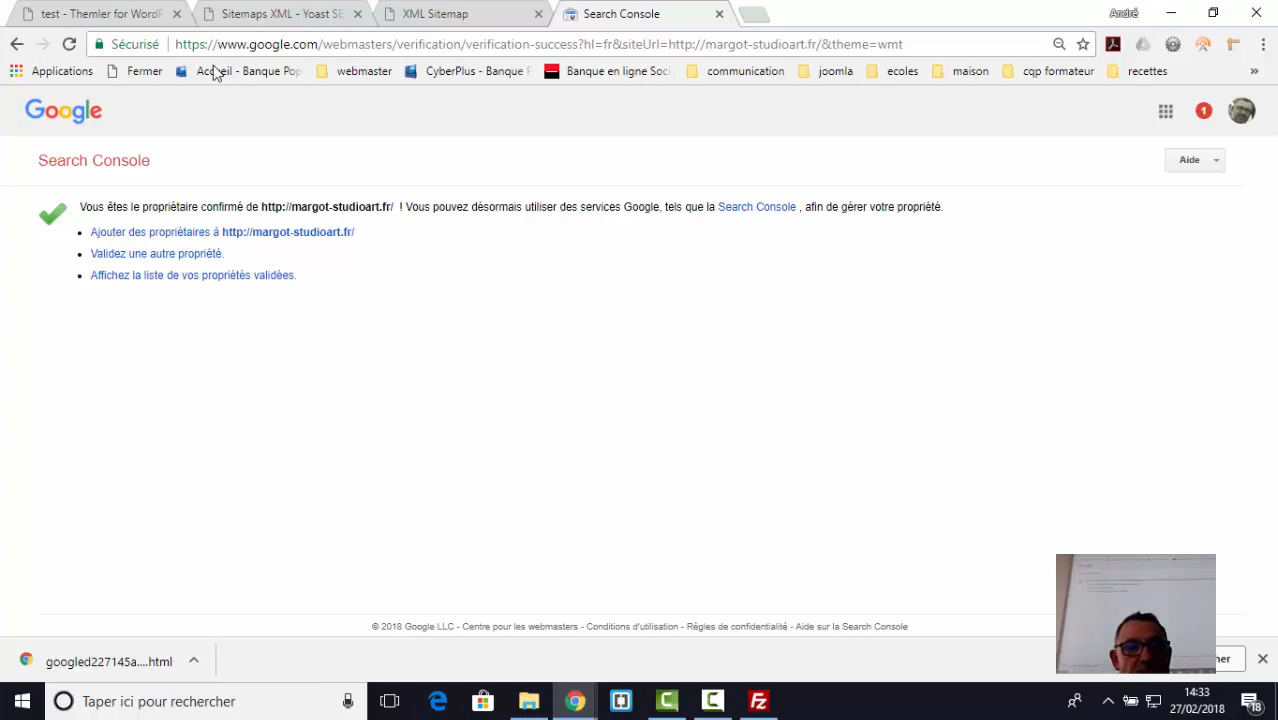 test - Themler for WordP
Sitemaps XML - Yoast SE
XML Sitemap
Search Console
André
Sécurisé
https://www.google.com/webmasters/verification/verification-success?hl=fr&siteUrl=http://margot-studioart.fr/&theme=wmt
Applications
Fermer
Accueil - Banque Pop
webmaster
CyberPlus - Banque P
Banque en ligne Soci
communication
joomla
ecoles
maison
cqp formateur
recettes
»
Google
1
Search Console
Aide
Vous êtes le propriétaire confirmé de http://margot-studioart.fr/ ! Vous pouvez désormais utiliser des services Google, tels que la Search Console , afin de gérer votre propriété.
Ajouter des propriétaires à http://margot-studioart.fr/
Validez une autre propriété.
Affichez la liste de vos propriétés validées.
© 2018 Google LLC - Centre pour les webmasters - Conditions d'utilisation - Règles de confidentialité - Aide sur la Search Console
googled227145a....html
her
Taper ici pour rechercher
14:33
27/02/2018
18